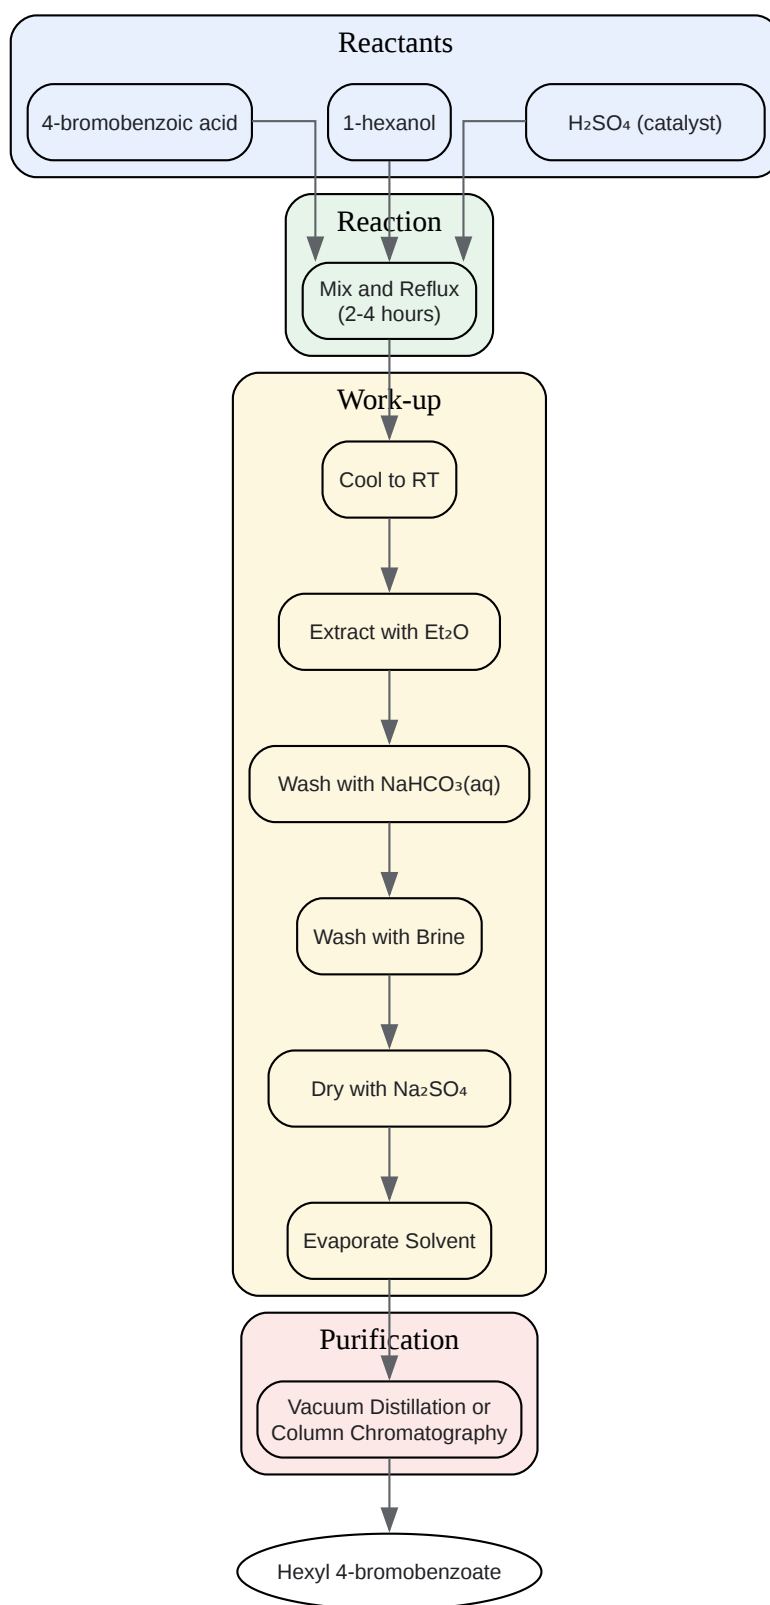 Reactants
4-bromobenzoic acid
1-hexanol
H₂SO₄ (catalyst)
Reaction
Mix and Reflux
(2-4 hours)
Work-up
Cool to RT
Extract with Et₂O
Wash with NaHCO₃(aq)
Wash with Brine
Dry with Na₂SO₄
Evaporate Solvent
Purification
Vacuum Distillation or
Column Chromatography
Hexyl 4-bromobenzoate